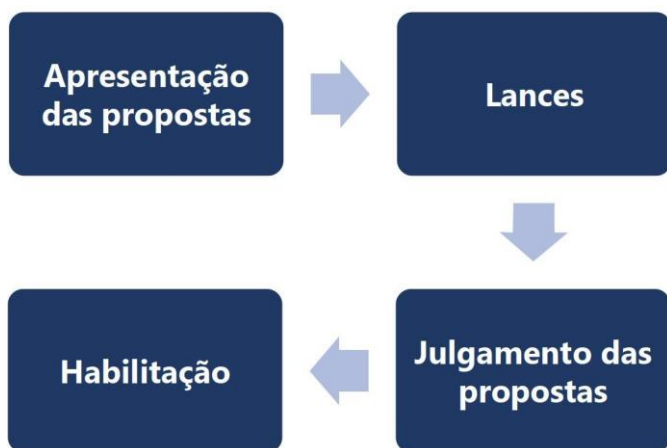 Apresentação
das propostas
Lances
Julgamento das
propostas
Habilitação